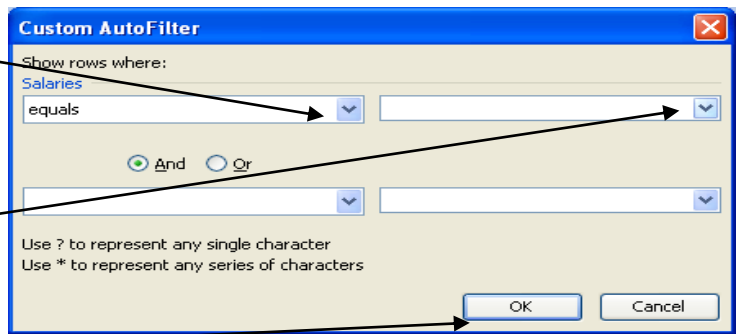 Custom AutoFilter
Show rows where:
Salaries
equals
And Or
Use ? to represent any single character
Use * to represent any series of characters
OK Cancel